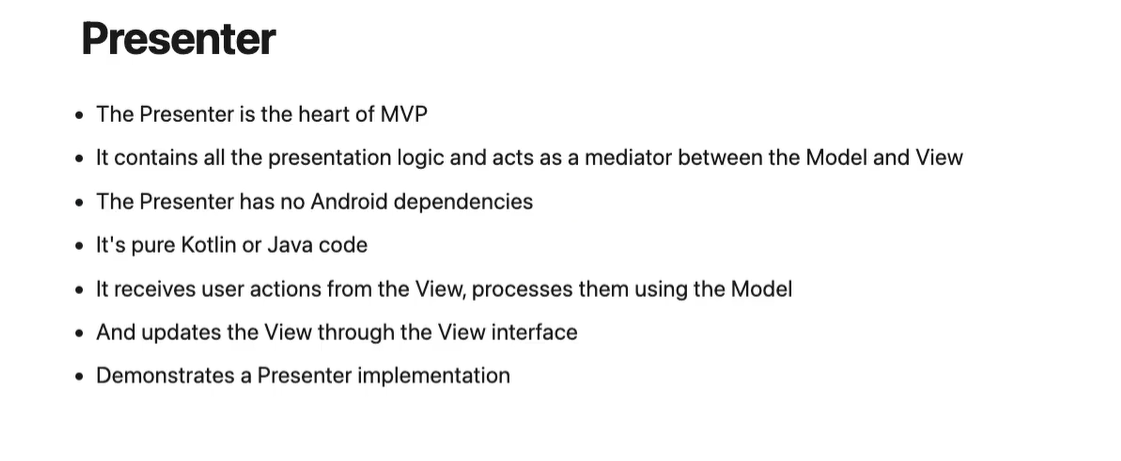 Presenter
• The Presenter is the heart of MVP
• It contains all the presentation logic and acts as a mediator between the Model and View
• The Presenter has no Android dependencies
• It's pure Kotlin or Java code
• It receives user actions from the View, processes them using the Model
• And updates the View through the View interface
• Demonstrates a Presenter implementation